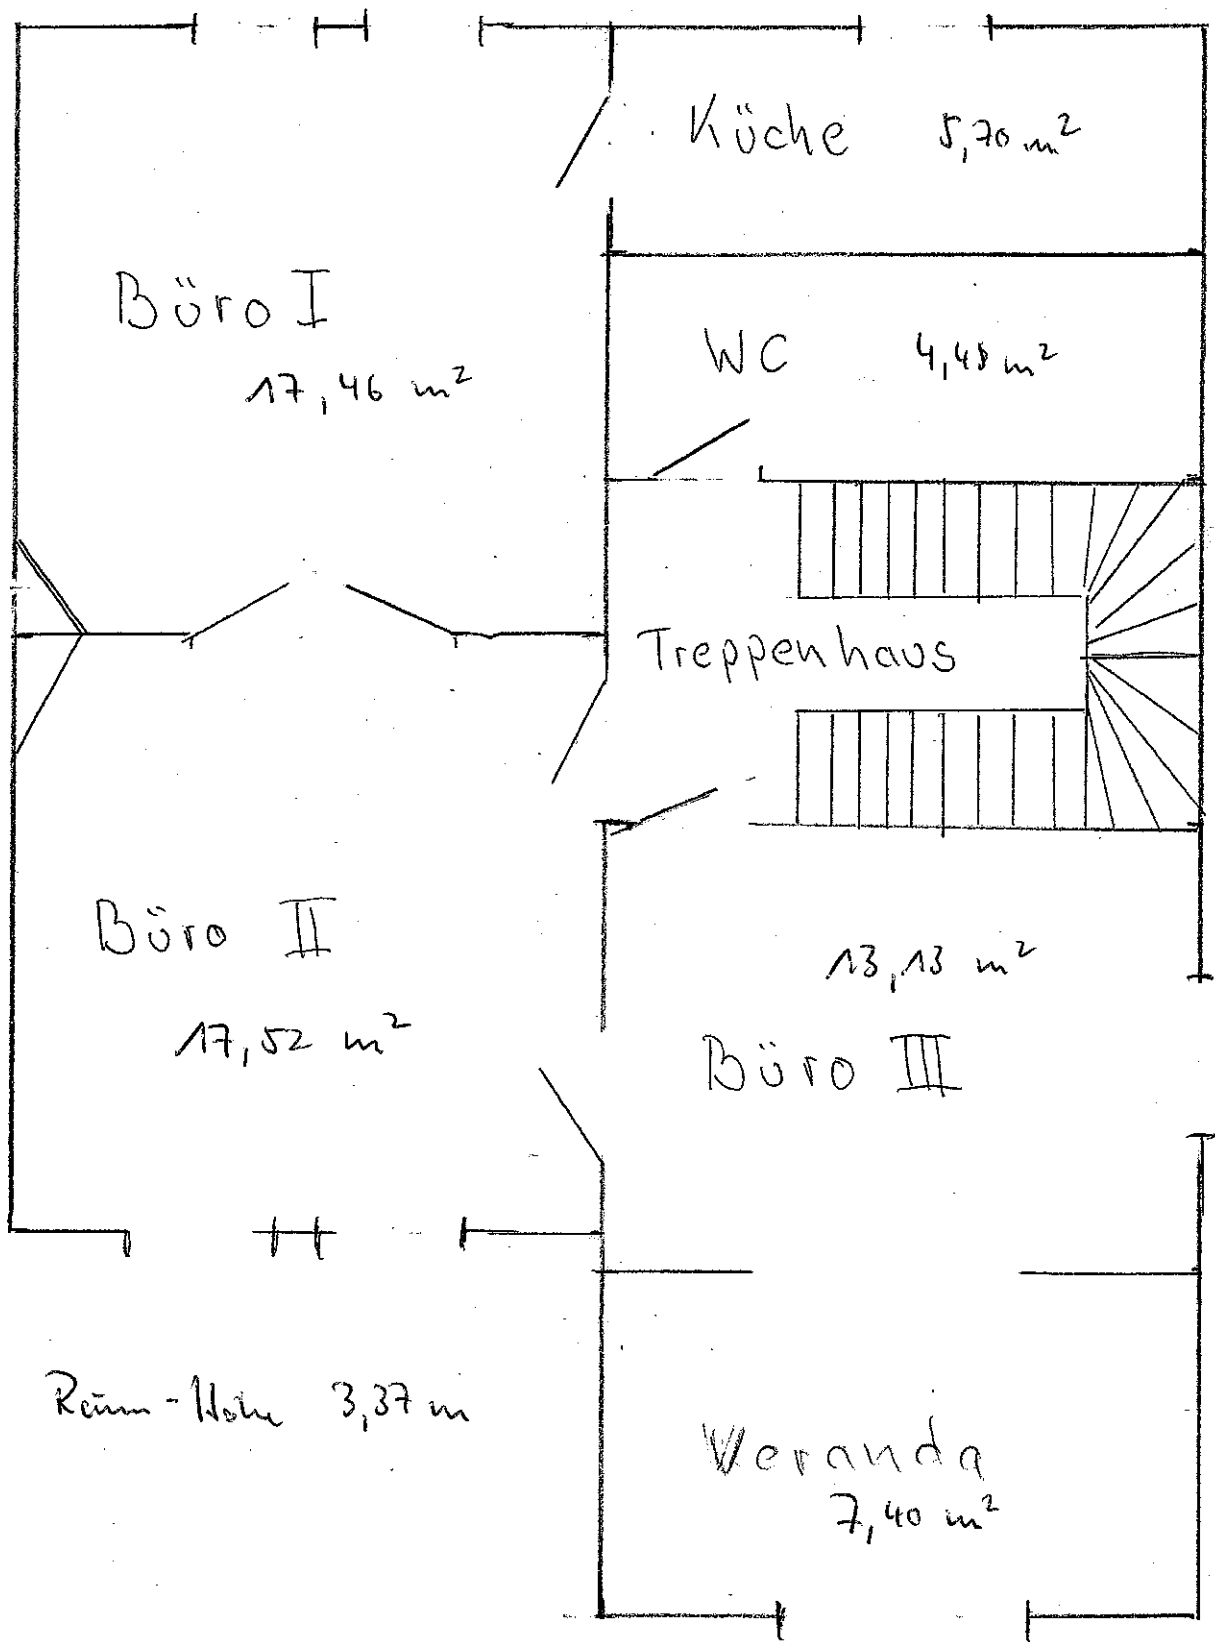 Küche 5,70 m²
Büro I
17,46 m²
WC 4,48 m²
Treppenhaus
Büro II
17,52 m²
13,13 m²
Büro III
Raum-Höhe 3,37 m
Veranda
7,40 m²